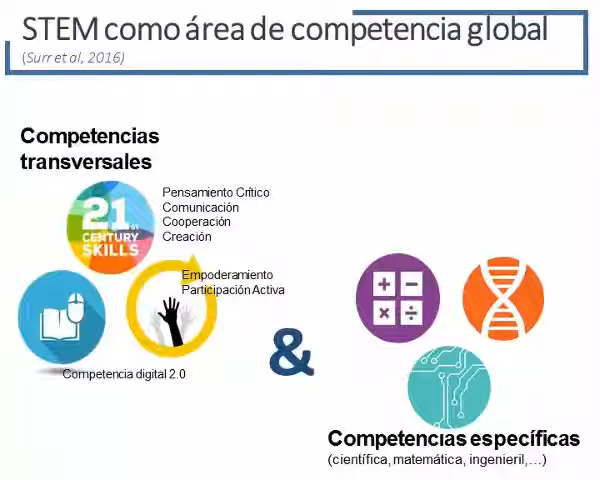 STEM como área de competencia global
(Surr et al, 2016)
Competencias
transversales
Pensamiento Crítico
Comunicación
Cooperación
Creación
21st
CENTURY
SKILLS
Empoderamiento
Participación Activa
Competencia digital 2.0
&
+ −
× ÷
Competencias específicas
(científica, matemática, ingenieril,…)